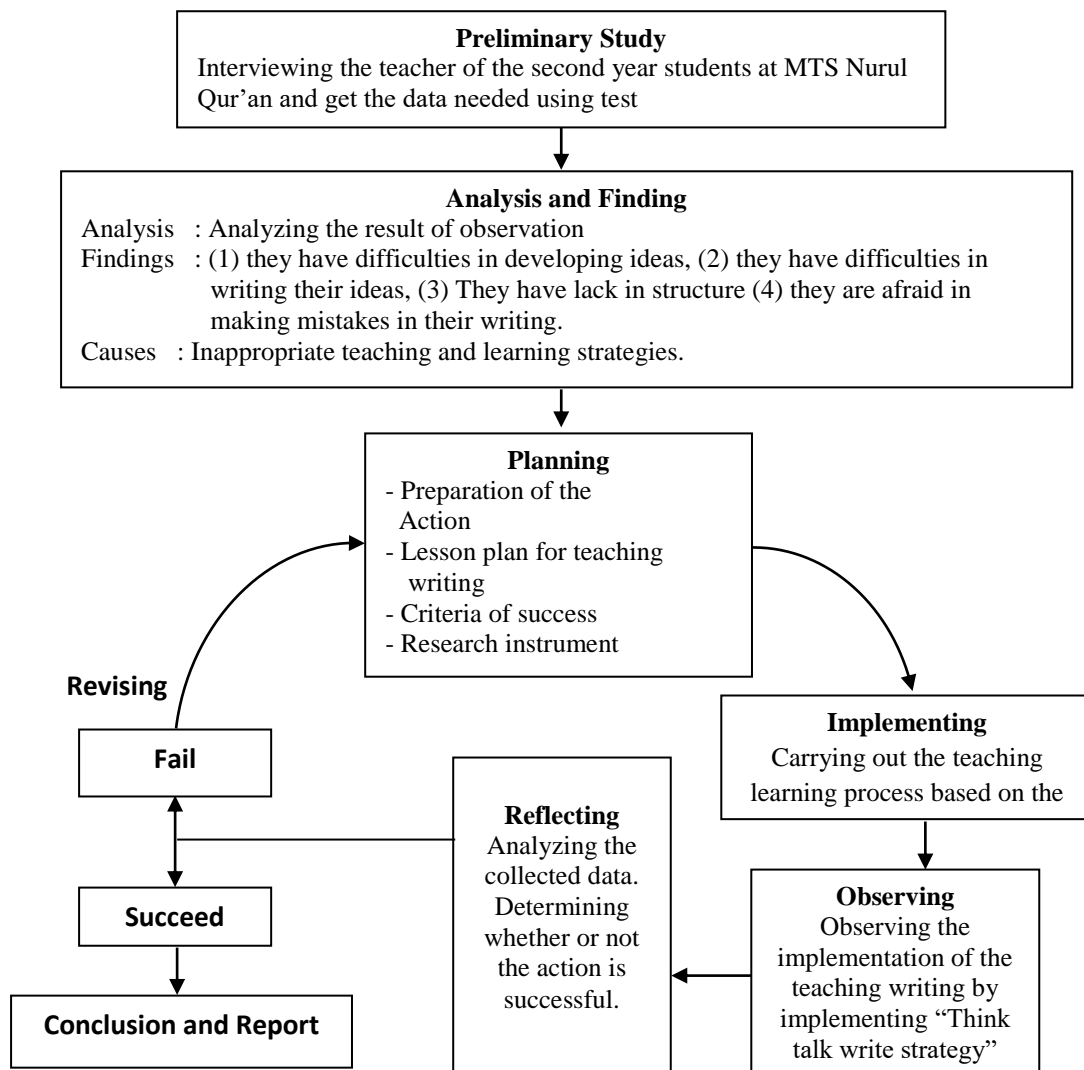 Preliminary Study
Interviewing the teacher of the second year students at MTS Nurul
Qur’an and get the data needed using test
Analysis and Finding
Analysis : Analyzing the result of observation
Findings : (1) they have difficulties in developing ideas, (2) they have difficulties in
writing their ideas, (3) They have lack in structure (4) they are afraid in
making mistakes in their writing.
Causes : Inappropriate teaching and learning strategies.
Planning
- Preparation of the
Action
- Lesson plan for teaching
writing
- Criteria of success
- Research instrument
Revising
Fail
Succeed
Conclusion and Report
Implementing
Carrying out the teaching
learning process based on the
Observing
Observing the
implementation of the
teaching writing by
implementing “Think
talk write strategy”
Reflecting
Analyzing the
collected data.
Determining
whether or not
the action is
successful.